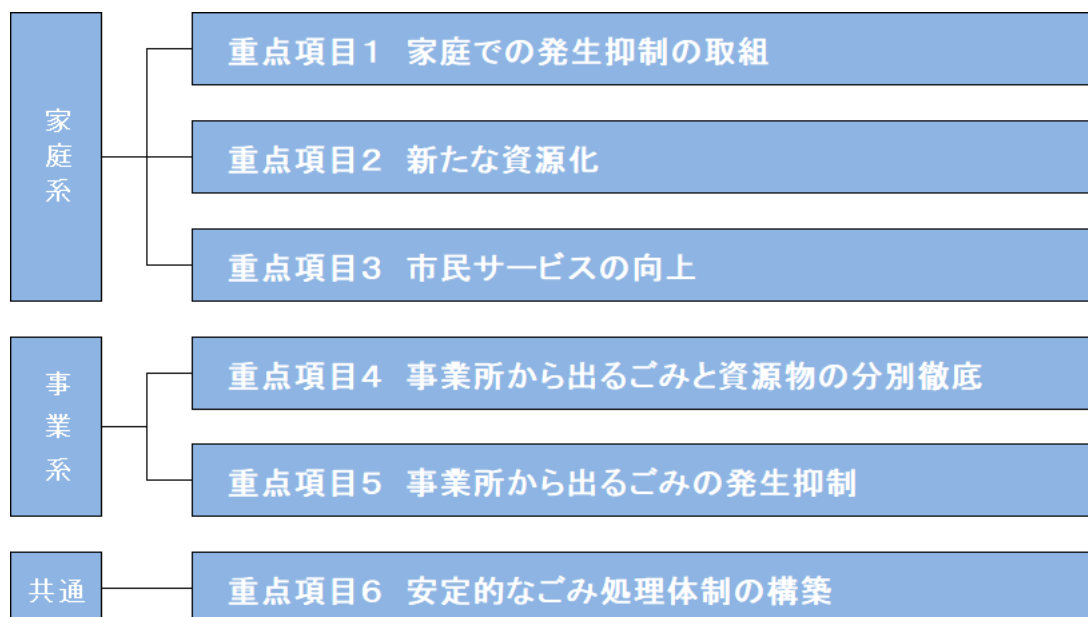 家庭系
重点項目1 家庭での発生抑制の取組
重点項目2 新たな資源化
重点項目3 市民サービスの向上
事業系
重点項目4 事業所から出るごみと資源物の分別徹底
重点項目5 事業所から出るごみの発生抑制
共通
重点項目6 安定的なごみ処理体制の構築